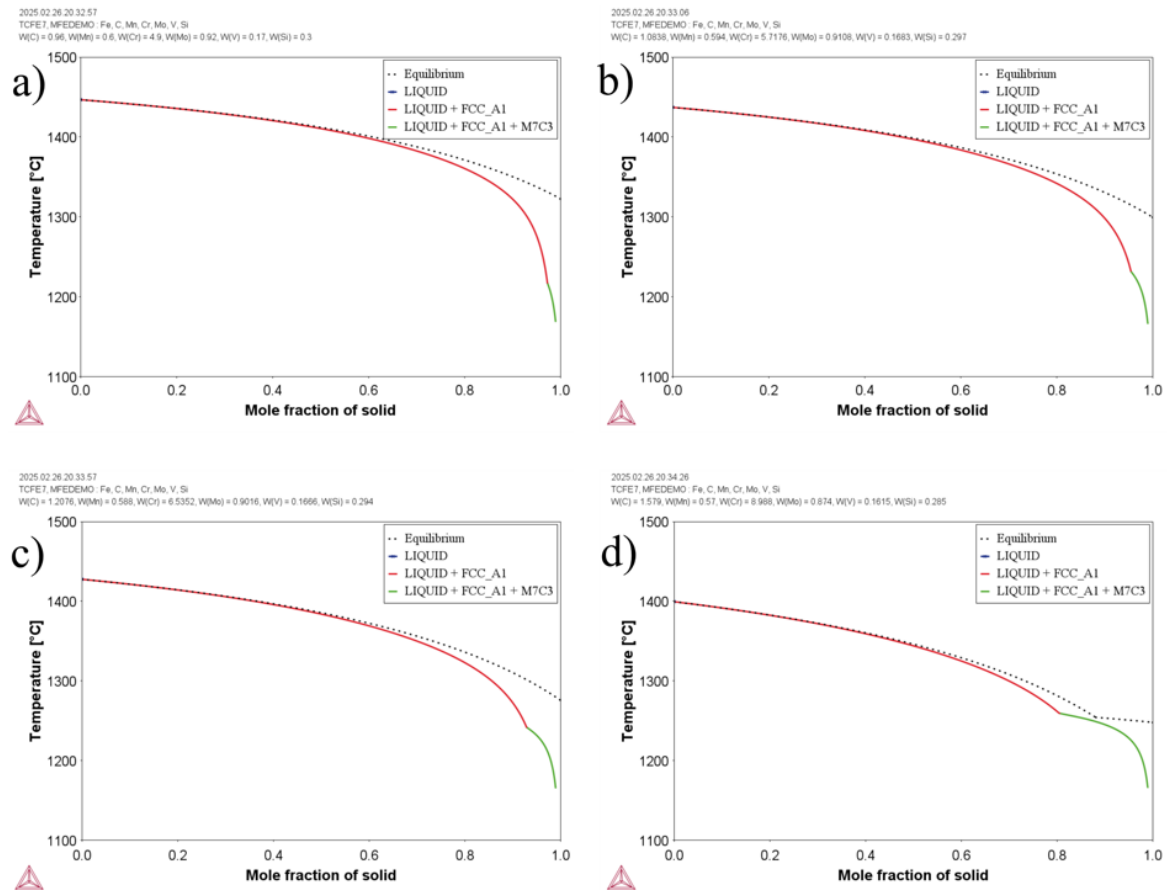 2025.02.26.20.32.57
TCFE7, MFEDEMO : Fe, C, Mn, Cr, Mo, V, Si
W(C) = 0.96, W(Mn) = 0.6, W(Cr) = 4.9, W(Mo) = 0.92, W(V) = 0.17, W(Si) = 0.3
a)
Equilibrium
LIQUID
LIQUID + FCC_A1
LIQUID + FCC_A1 + M7C3
Temperature [°C]
1500
1400
1300
1200
1100
0.0 0.2 0.4 0.6 0.8 1.0
Mole fraction of solid
2025.02.26.20.33.06
TCFE7, MFEDEMO : Fe, C, Mn, Cr, Mo, V, Si
W(C) = 1.0838, W(Mn) = 0.594, W(Cr) = 5.7176, W(Mo) = 0.9108, W(V) = 0.1683, W(Si) = 0.297
b)
Equilibrium
LIQUID
LIQUID + FCC_A1
LIQUID + FCC_A1 + M7C3
Temperature [°C]
1500
1400
1300
1200
1100
0.0 0.2 0.4 0.6 0.8 1.0
Mole fraction of solid
2025.02.26.20.33.57
TCFE7, MFEDEMO : Fe, C, Mn, Cr, Mo, V, Si
W(C) = 1.2076, W(Mn) = 0.588, W(Cr) = 6.5352, W(Mo) = 0.9016, W(V) = 0.1666, W(Si) = 0.294
c)
Equilibrium
LIQUID
LIQUID + FCC_A1
LIQUID + FCC_A1 + M7C3
Temperature [°C]
1500
1400
1300
1200
1100
0.0 0.2 0.4 0.6 0.8 1.0
Mole fraction of solid
2025.02.26.20.34.26
TCFE7, MFEDEMO : Fe, C, Mn, Cr, Mo, V, Si
W(C) = 1.579, W(Mn) = 0.57, W(Cr) = 8.988, W(Mo) = 0.874, W(V) = 0.1615, W(Si) = 0.285
d)
Equilibrium
LIQUID
LIQUID + FCC_A1
LIQUID + FCC_A1 + M7C3
Temperature [°C]
1500
1400
1300
1200
1100
0.0 0.2 0.4 0.6 0.8 1.0
Mole fraction of solid